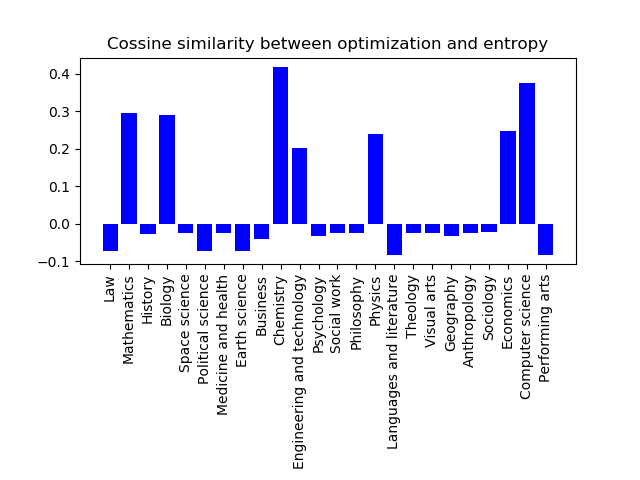 Cossine similarity between optimization and entropy
0.4
0.3
0.2
0.1
0.0
−0.1
Law
Mathematics
History
Biology
Space science
Political science
Medicine and health
Earth science
Business
Chemistry
Engineering and technology
Psychology
Social work
Philosophy
Physics
Languages and literature
Theology
Visual arts
Geography
Anthropology
Sociology
Economics
Computer science
Performing arts